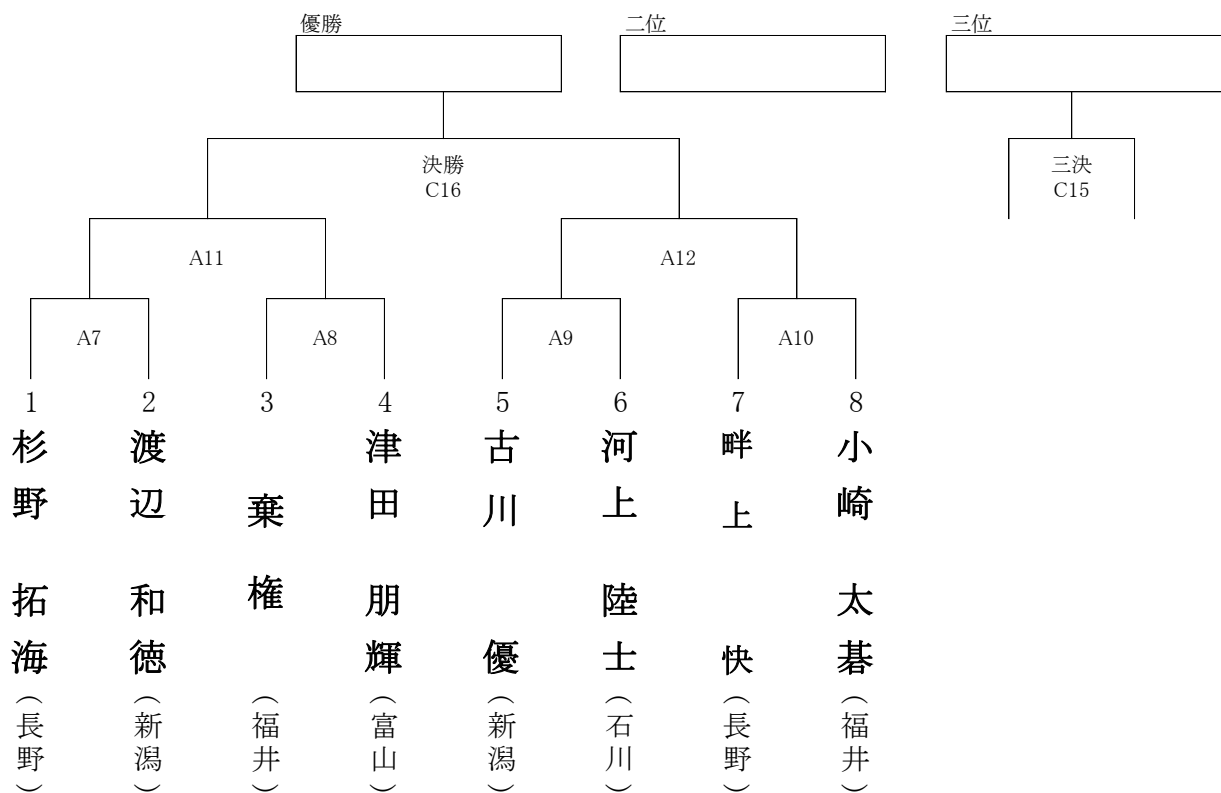 優勝
二位
三位
決勝
C16
三決
C15
A11
A12
A7
A8
A9
A10
1
杉野 拓海
（長野）
2
渡辺 和徳
（新潟）
3
棄権
（福井）
4
津田 朋輝
（富山）
5
古川 優
（新潟）
6
河上 陸士
（石川）
7
畔上 快
（長野）
8
小崎 太碁
（福井）